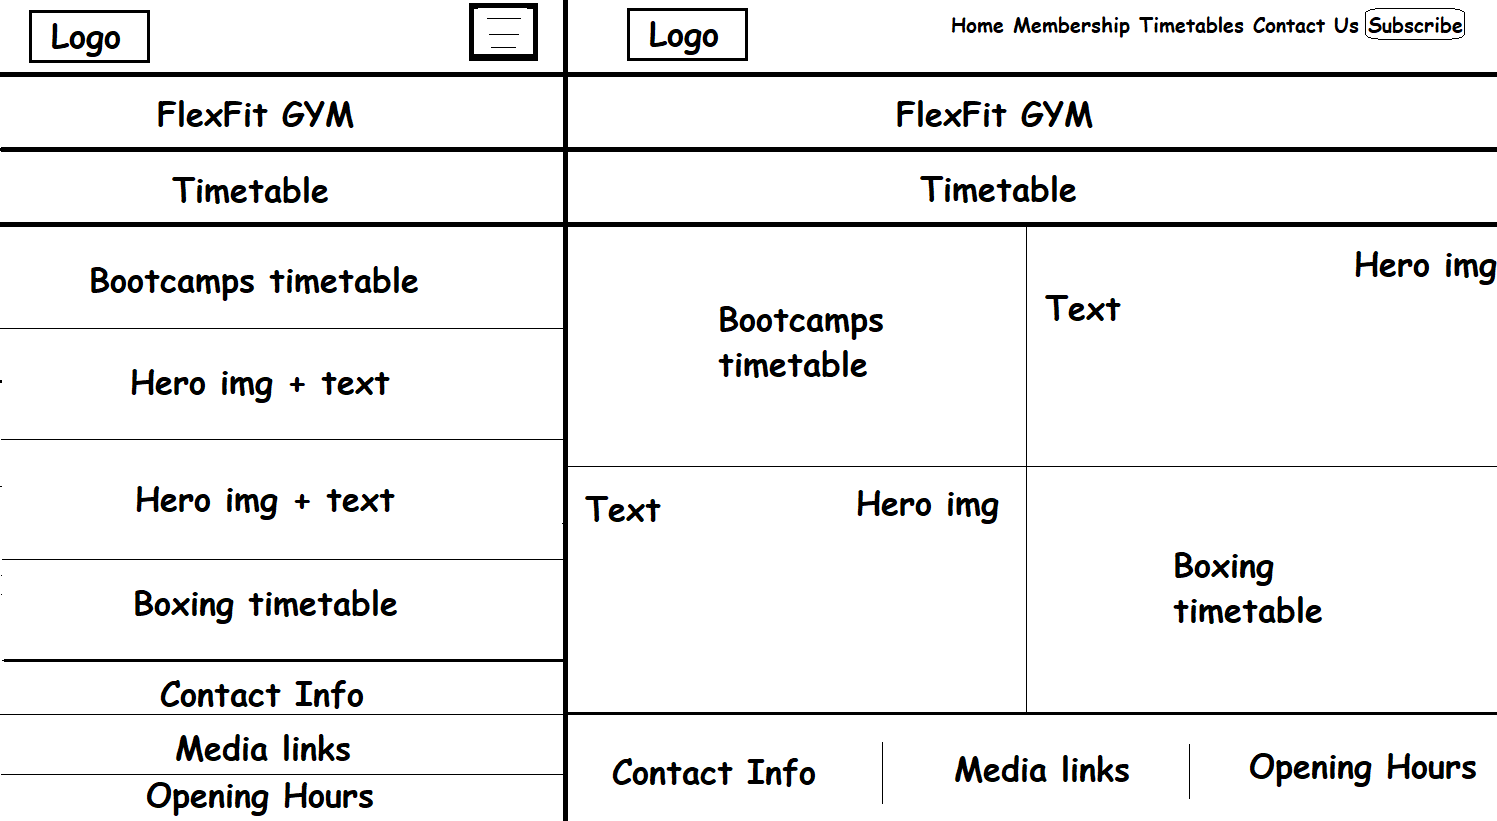 Logo
FlexFit GYM
Timetable
Bootcamps timetable
Hero img + text
Hero img + text
Boxing timetable
Contact Info
Media links
Opening Hours
Logo
Home Membership Timetables Contact Us Subscribe
FlexFit GYM
Timetable
Bootcamps
timetable
Hero img
Text
Text
Hero img
Boxing
timetable
Contact Info
Media links
Opening Hours